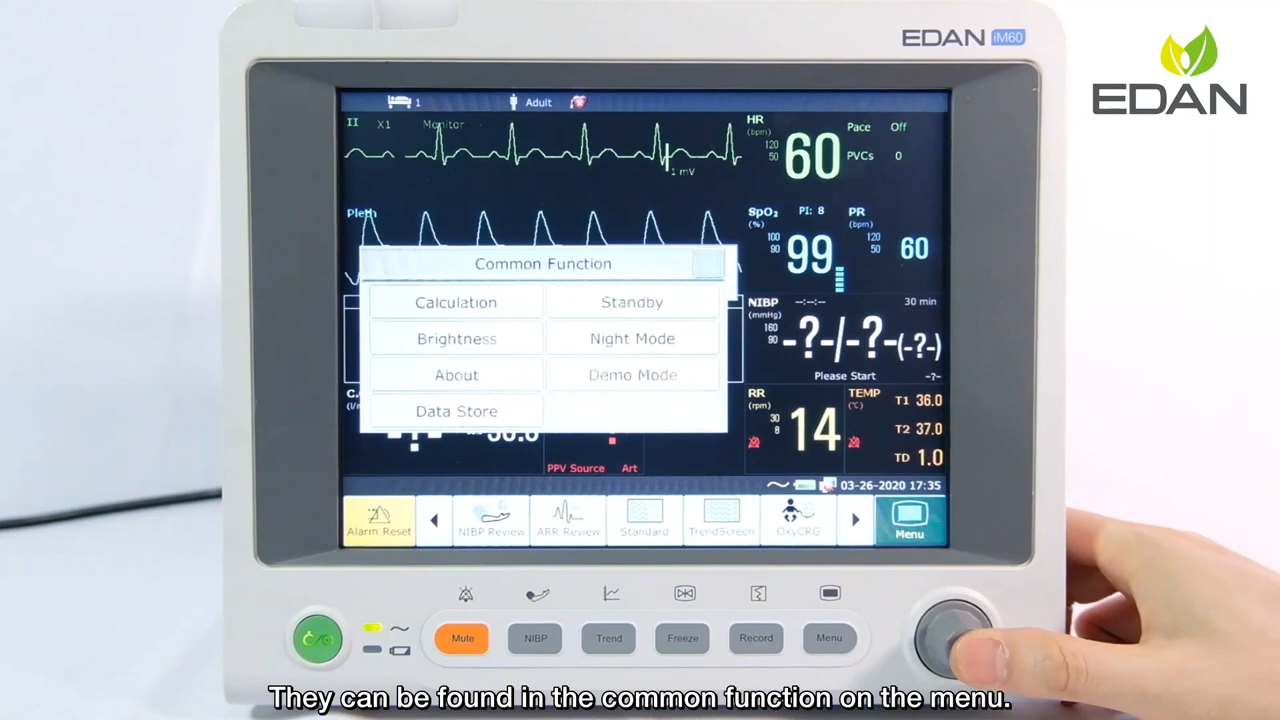 EDAN iM60
EDAN
1 Adult
II X1 Monitor
1 mV
HR
(bpm)
120
50
60
Pace Off
PVCs 0
Pleth
SpO₂
(%)
100
90
99
PI: 8
PR
(bpm)
120
50
60
Common Function
Calculation Standby
Brightness Night Mode
About Demo Mode
Data Store
NIBP --:--:-- 30 min
(mmHg)
160
90
-?-/-?-(-?-)
Please Start -?-
RR
(rpm)
30
8
14
TEMP
(°C)
T1 36.0
T2 37.0
TD 1.0
PPV Source Art
03-26-2020 17:35
Alarm Reset
NIBP Review
ARR Review
Standard
TrendScreen
OxyCRG
Menu
Mute
NIBP
Trend
Freeze
Record
Menu
They can be found in the common function on the menu.